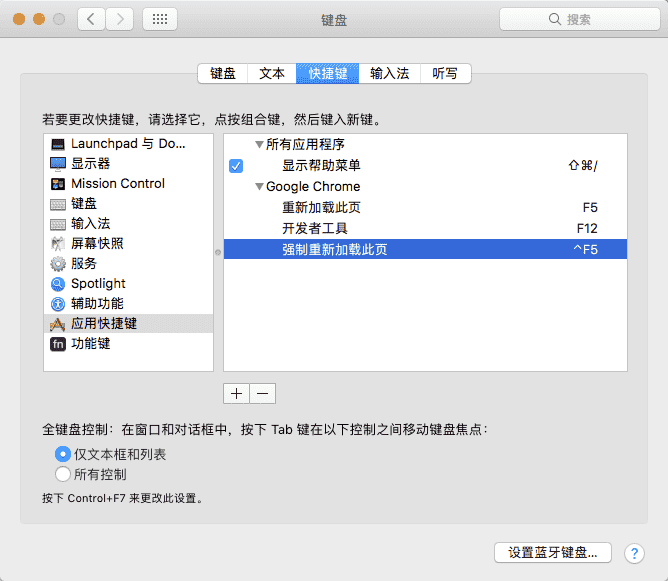 键盘
搜索
键盘 文本 快捷键 输入法 听写
若要更改快捷键，请选择它，点按组合键，然后键入新键。
Launchpad 与 Do...
显示器
Mission Control
键盘
输入法
屏幕快照
服务
Spotlight
辅助功能
应用快捷键
fn 功能键
所有应用程序
显示帮助菜单 ⇧⌘/
Google Chrome
重新加载此页 F5
开发者工具 F12
强制重新加载此页 ^F5
全键盘控制：在窗口和对话框中，按下 Tab 键在以下控制之间移动键盘焦点：
仅文本框和列表
所有控制
按下 Control+F7 来更改此设置。
设置蓝牙键盘... ?